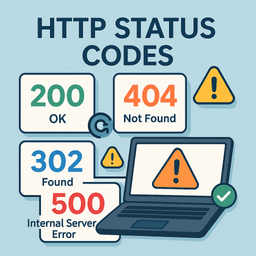 HTTP STATUS
CODES
200
OK
404
Not Found
302
Found
500
Internal Server
Error